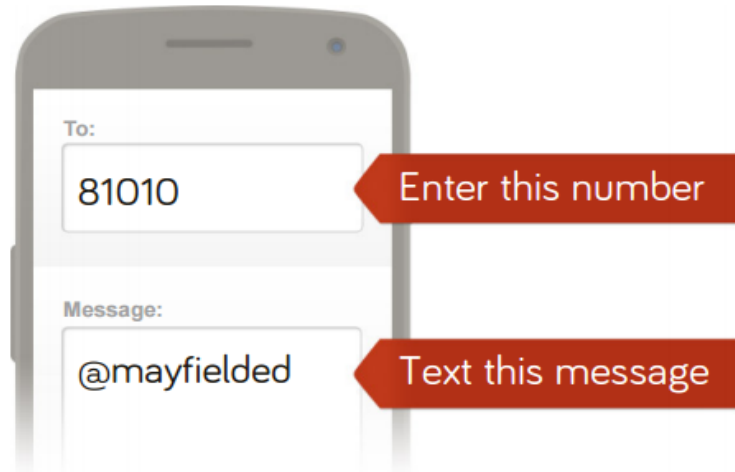 To:
81010
Enter this number
Message:
@mayfielded
Text this message